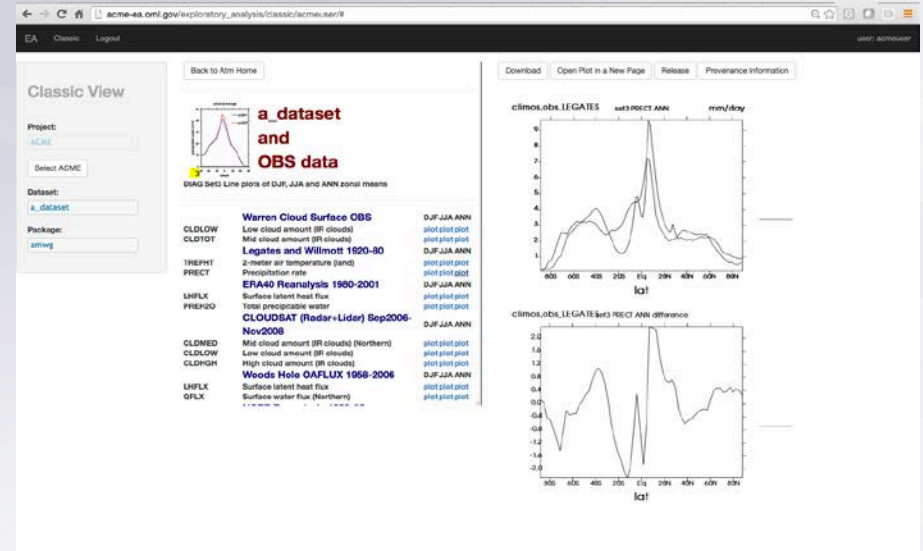 acme-ea.ornl.gov/exploratory_analysis/classic/acmeuser/#
EA Classic Logout user: acmeuser
Classic View
Project:
ACME
Select ACME
Dataset:
a_dataset
Package:
amwg
Back to Atm Home
a_dataset
and
OBS data
3
DIAG Set3 Line plots of DJF, JJA and ANN zonal means
Warren Cloud Surface OBS DJF JJA ANN
CLDLOW Low cloud amount (IR clouds) plot plot plot
CLDTOT Mid cloud amount (IR clouds) plot plot plot
Legates and Willmott 1920-80 DJF JJA ANN
TREFHT 2-meter air temperature (land) plot plot plot
PRECT Precipitation rate plot plot plot
ERA40 Reanalysis 1980-2001 DJF JJA ANN
LHFLX Surface latent heat flux plot plot plot
PREH2O Total precipitable water plot plot plot
CLOUDSAT (Radar+Lidar) Sep2006-
Nov2008 DJF JJA ANN
CLDMED Mid cloud amount (IR clouds) (Northern) plot plot plot
CLDLOW Low cloud amount (IR clouds) plot plot plot
CLDHGH High cloud amount (IR clouds) plot plot plot
Woods Hole OAFLUX 1958-2006 DJF JJA ANN
LHFLX Surface latent heat flux plot plot plot
QFLX Surface water flux (Northern) plot plot plot
Download Open Plot in a New Page Release Provenance Information
climos,obs_LEGATES set3 PRECT ANN mm/day
9
8
7
6
5
4
3
2
1
80S 60S 40S 20S Eq 20N 40N 60N 80N
lat
climos,obs_LEGATES set3 PRECT ANN difference
2.0
1.6
1.2
0.8
0.4
0.0
-0.4
-0.8
-1.2
-1.6
-2.0
80S 60S 40S 20S Eq 20N 40N 60N 80N
lat